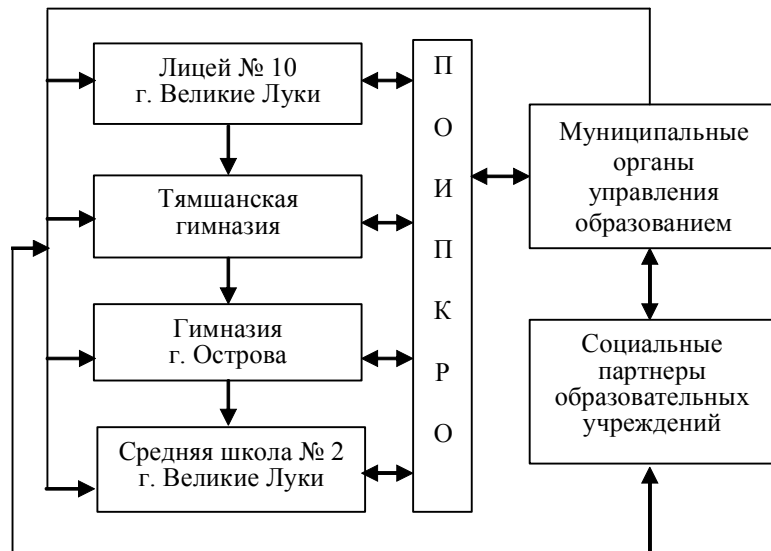 Лицей № 10
г. Великие Луки
Тямшанская
гимназия
Гимназия
г. Острова
Средняя школа № 2
г. Великие Луки
П
О
И
П
К
Р
О
Муниципальные
органы
управления
образованием
Социальные
партнеры
образовательных
учреждений